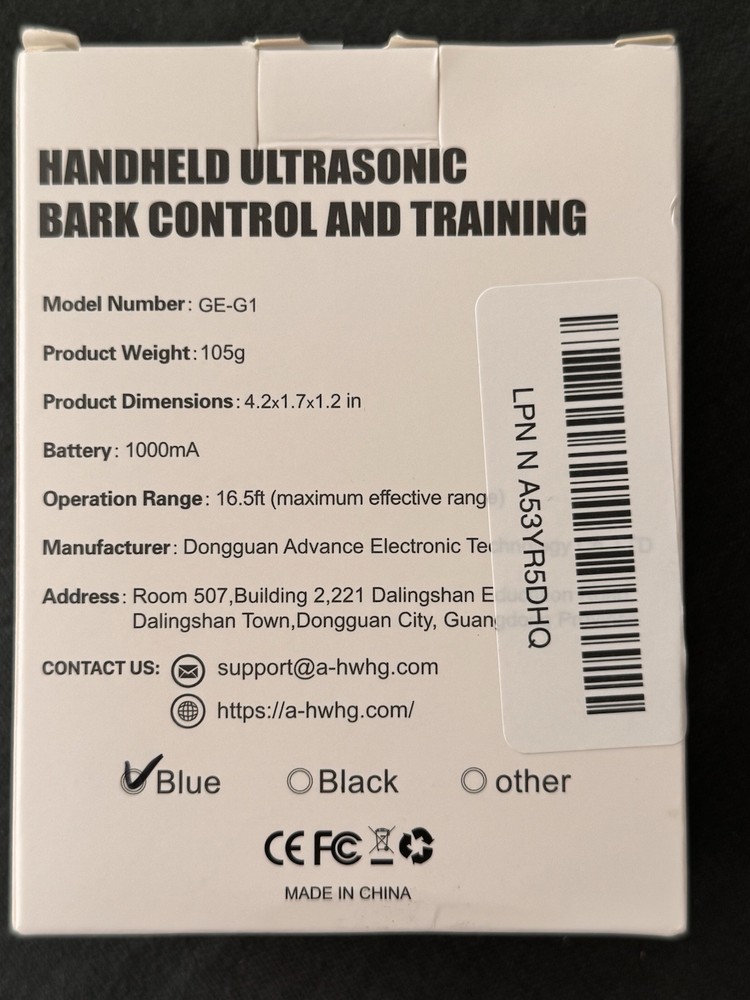 HANDHELD ULTRASONIC
BARK CONTROL AND TRAINING
Model Number: GE-G1
Product Weight: 105g
Product Dimensions: 4.2x1.7x1.2 in
Battery: 1000mA
Operation Range: 16.5ft (maximum effective range)
Manufacturer: Dongguan Advance Electronic Technology
Address: Room 507,Building 2,221 Dalingshan
Dalingshan Town,Dongguan City,
CONTACT US: support@a-hwhg.com
https://a-hwhg.com/
LPN N A53YR5DHQ
Blue Black other
CE FC
MADE IN CHINA